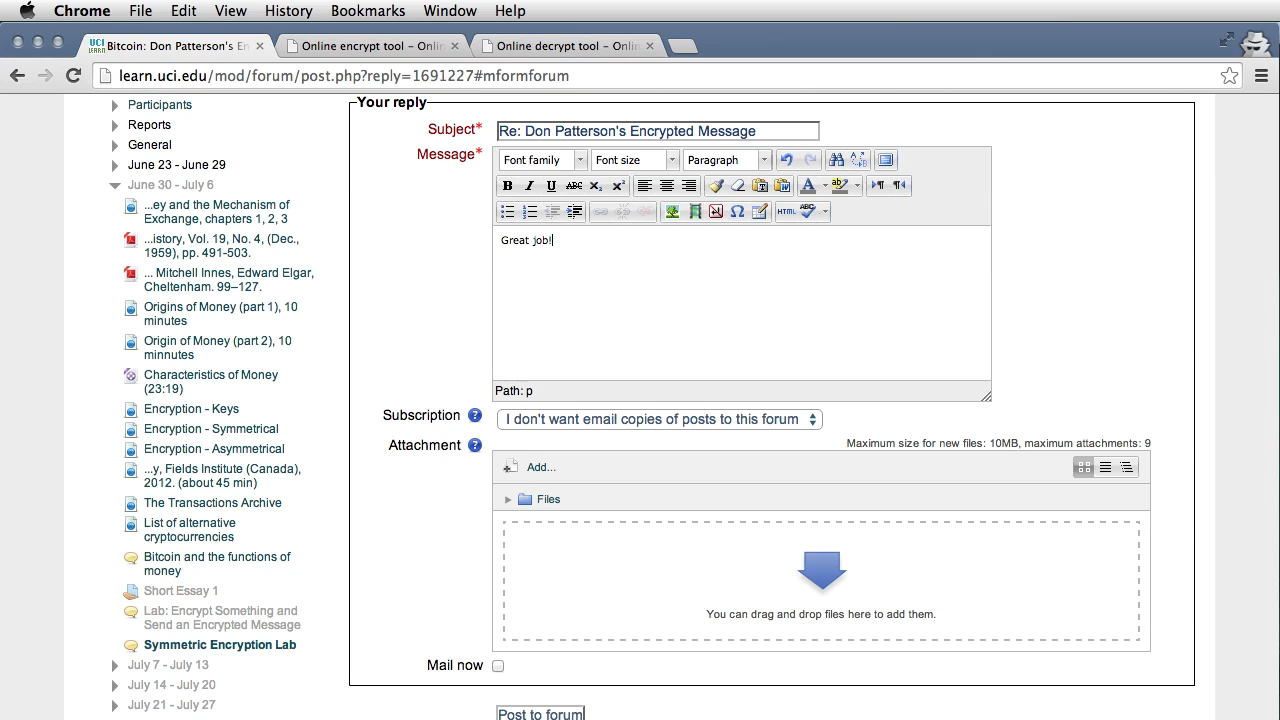 Chrome File Edit View History Bookmarks Window Help
UCI LEARN Bitcoin: Don Patterson's En × Online encrypt tool – Onlin × Online decrypt tool – Onlin ×
learn.uci.edu/mod/forum/post.php?reply=1691227#mformforum
Participants
Reports
General
June 23 - June 29
June 30 - July 6
...ey and the Mechanism of
Exchange, chapters 1, 2, 3
...istory, Vol. 19, No. 4, (Dec.,
1959), pp. 491-503.
... Mitchell Innes, Edward Elgar,
Cheltenham. 99–127.
Origins of Money (part 1), 10
minutes
Origin of Money (part 2), 10
minnutes
Characteristics of Money
(23:19)
Encryption - Keys
Encryption - Symmetrical
Encryption - Asymmetrical
...y, Fields Institute (Canada),
2012. (about 45 min)
The Transactions Archive
List of alternative
cryptocurrencies
Bitcoin and the functions of
money
Short Essay 1
Lab: Encrypt Something and
Send an Encrypted Message
Symmetric Encryption Lab
July 7 - July 13
July 14 - July 20
July 21 - July 27
Your reply
Subject* Re: Don Patterson's Encrypted Message
Message*
Font family Font size Paragraph
B I U ABC x₂ x² A ab
Ω HTML ABC
Great job!
Path: p
Subscription ? I don't want email copies of posts to this forum
Attachment ? Maximum size for new files: 10MB, maximum attachments: 9
Add...
Files
You can drag and drop files here to add them.
Mail now
Post to forum